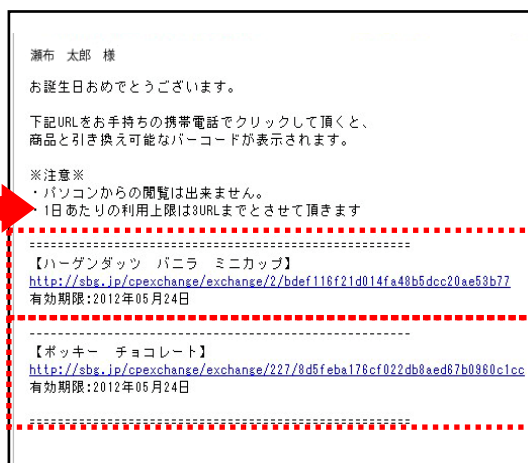 瀬布 太郎 様
お誕生日おめでとうございます。
下記URLをお手持ちの携帯電話でクリックして頂くと、
商品と引き換え可能なバーコードが表示されます。
※注意※
・パソコンからの閲覧は出来ません。
・1日あたりの利用上限は3URLまでとさせて頂きます
======================================================
【ハーゲンダッツ バニラ ミニカップ】
http://sbg.jp/cpexchange/exchange/2/bdef116f21d014fa48b5dcc20ae53b77
有効期限:2012年05月24日
------------------------------------------------------
【ポッキー チョコレート】
http://sbg.jp/cpexchange/exchange/227/8d5feba176cf022db8aed67b0960c1cc
有効期限:2012年05月24日
======================================================